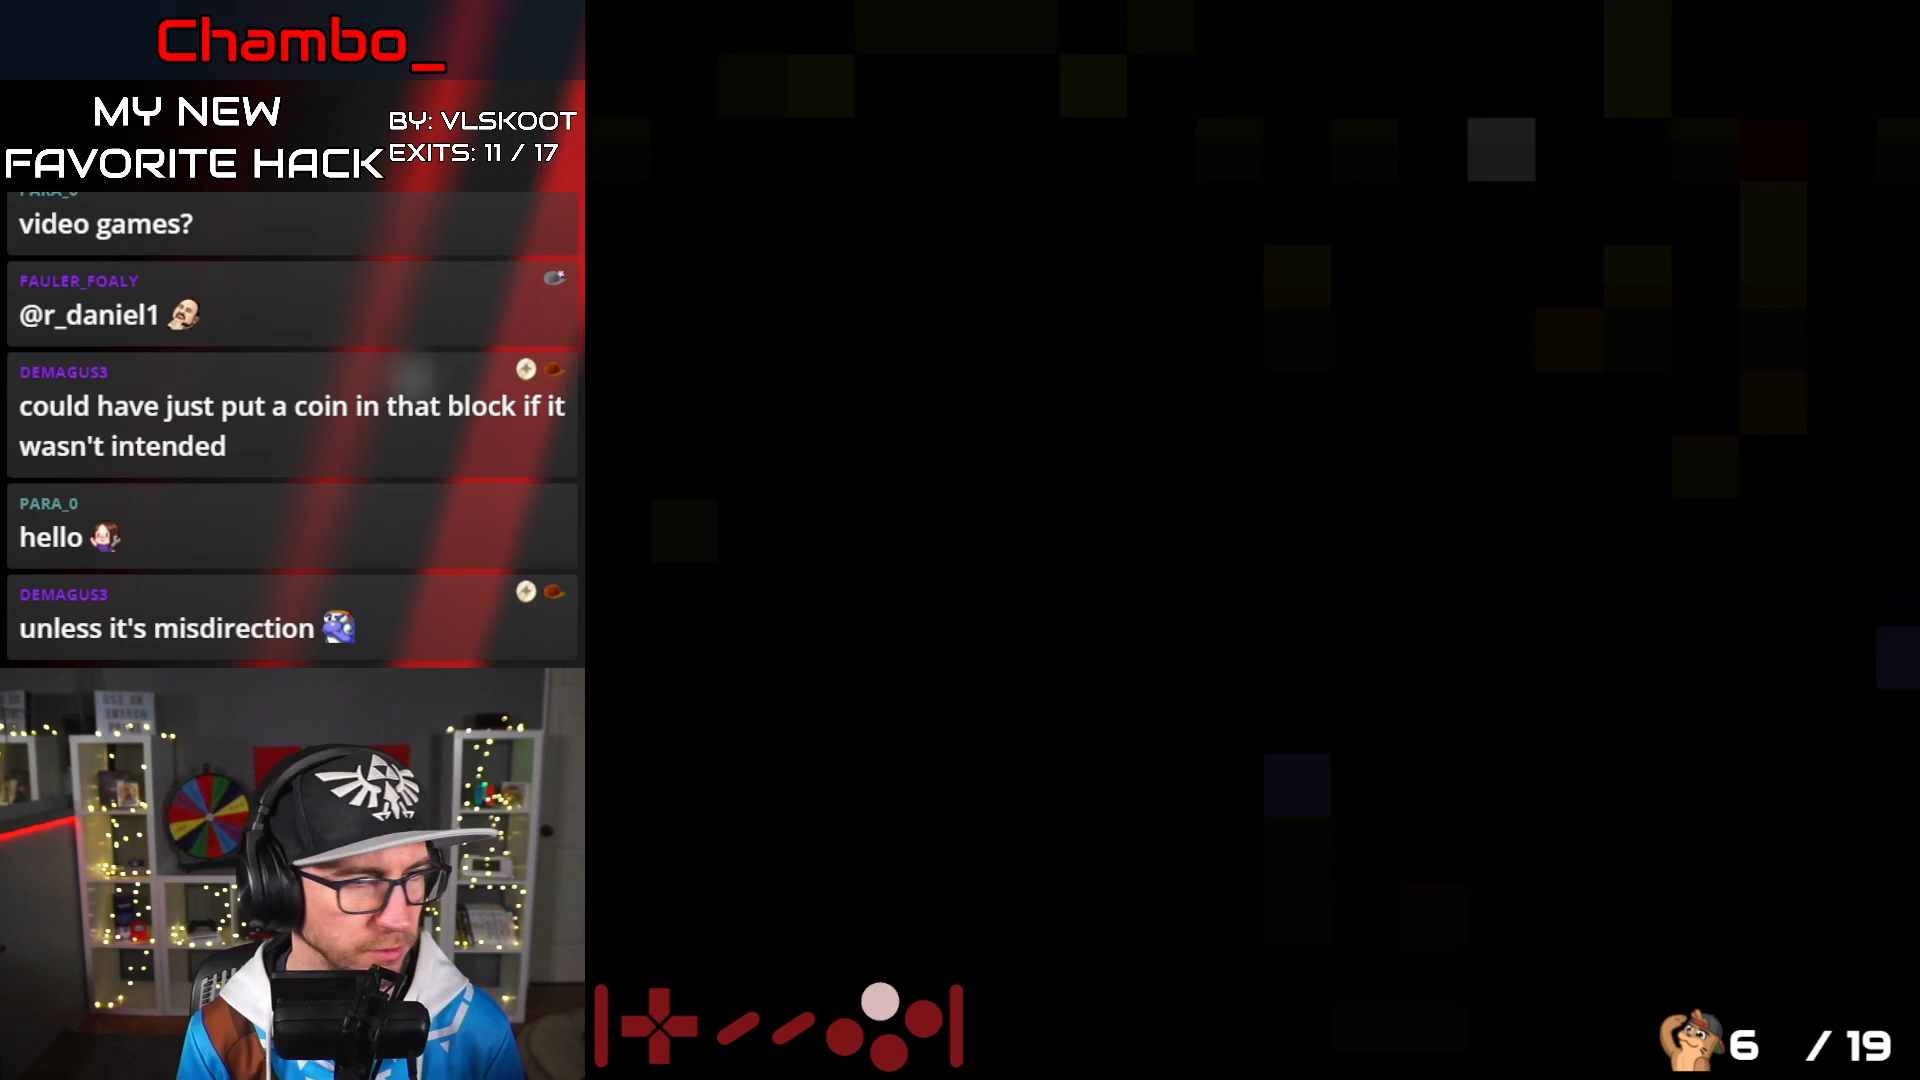 Chambo_
MY NEW
FAVORITE HACK
BY: VLSKOOT
EXITS: 11 / 17
PARA_0
video games?
FAULER_FOALY
@r_daniel1
DEMAGUS3
could have just put a coin in that block if it
wasn't intended
PARA_0
hello
DEMAGUS3
unless it's misdirection
6 / 19